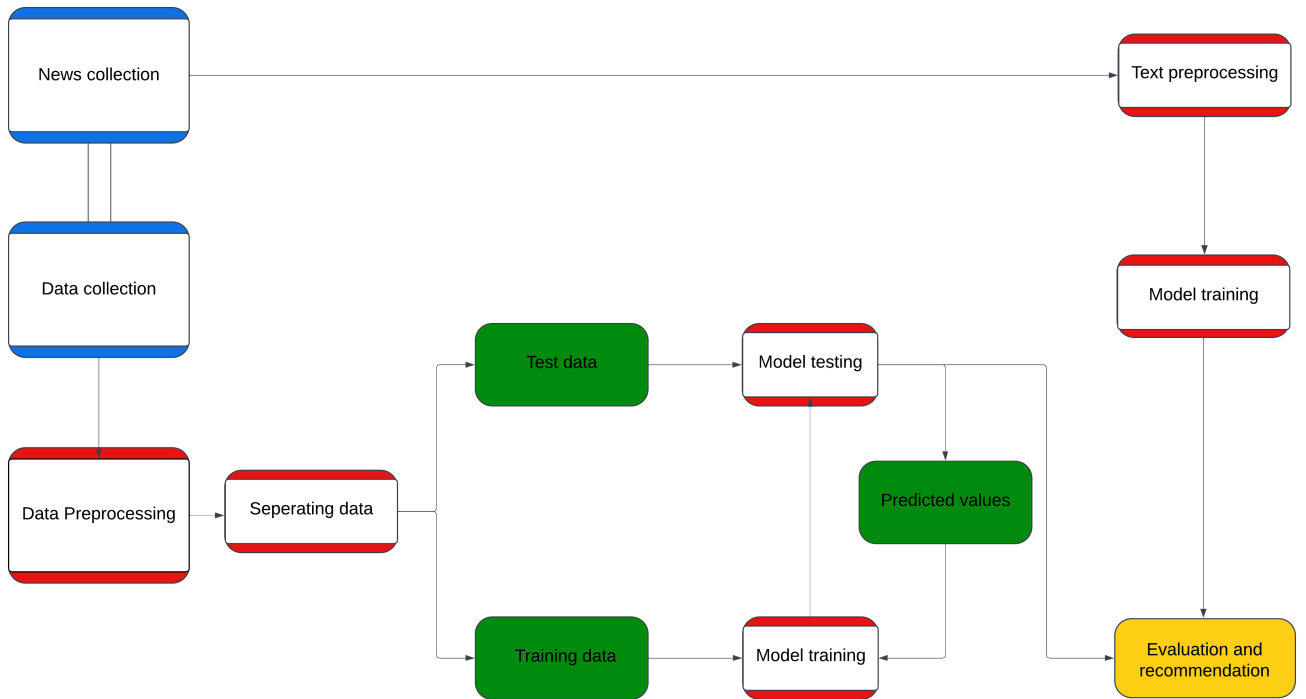 News collection
Text preprocessing
Data collection
Model training
Test data
Model testing
Data Preprocessing
Seperating data
Predicted values
Training data
Model training
Evaluation and
recommendation